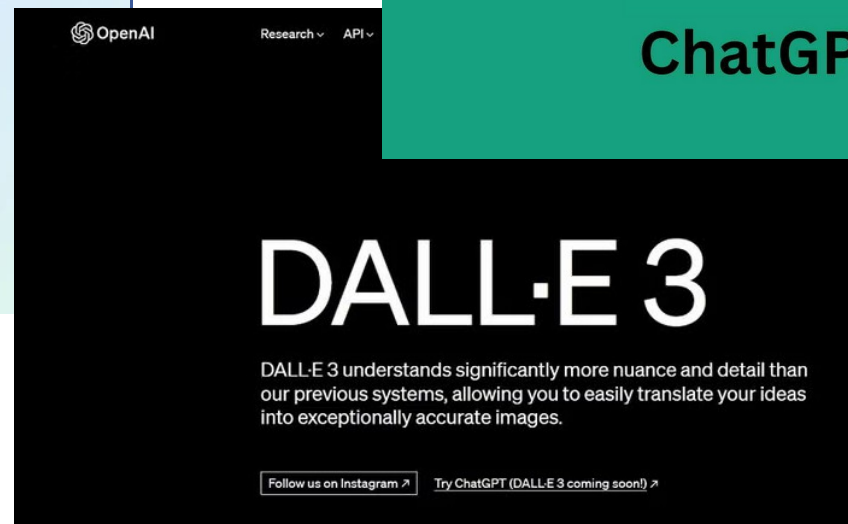 OpenAI
Research API
ChatGP
DALL·E 3
DALL·E 3 understands significantly more nuance and detail than
our previous systems, allowing you to easily translate your ideas
into exceptionally accurate images.
Follow us on Instagram ↗ Try ChatGPT (DALL·E 3 coming soon!) ↗